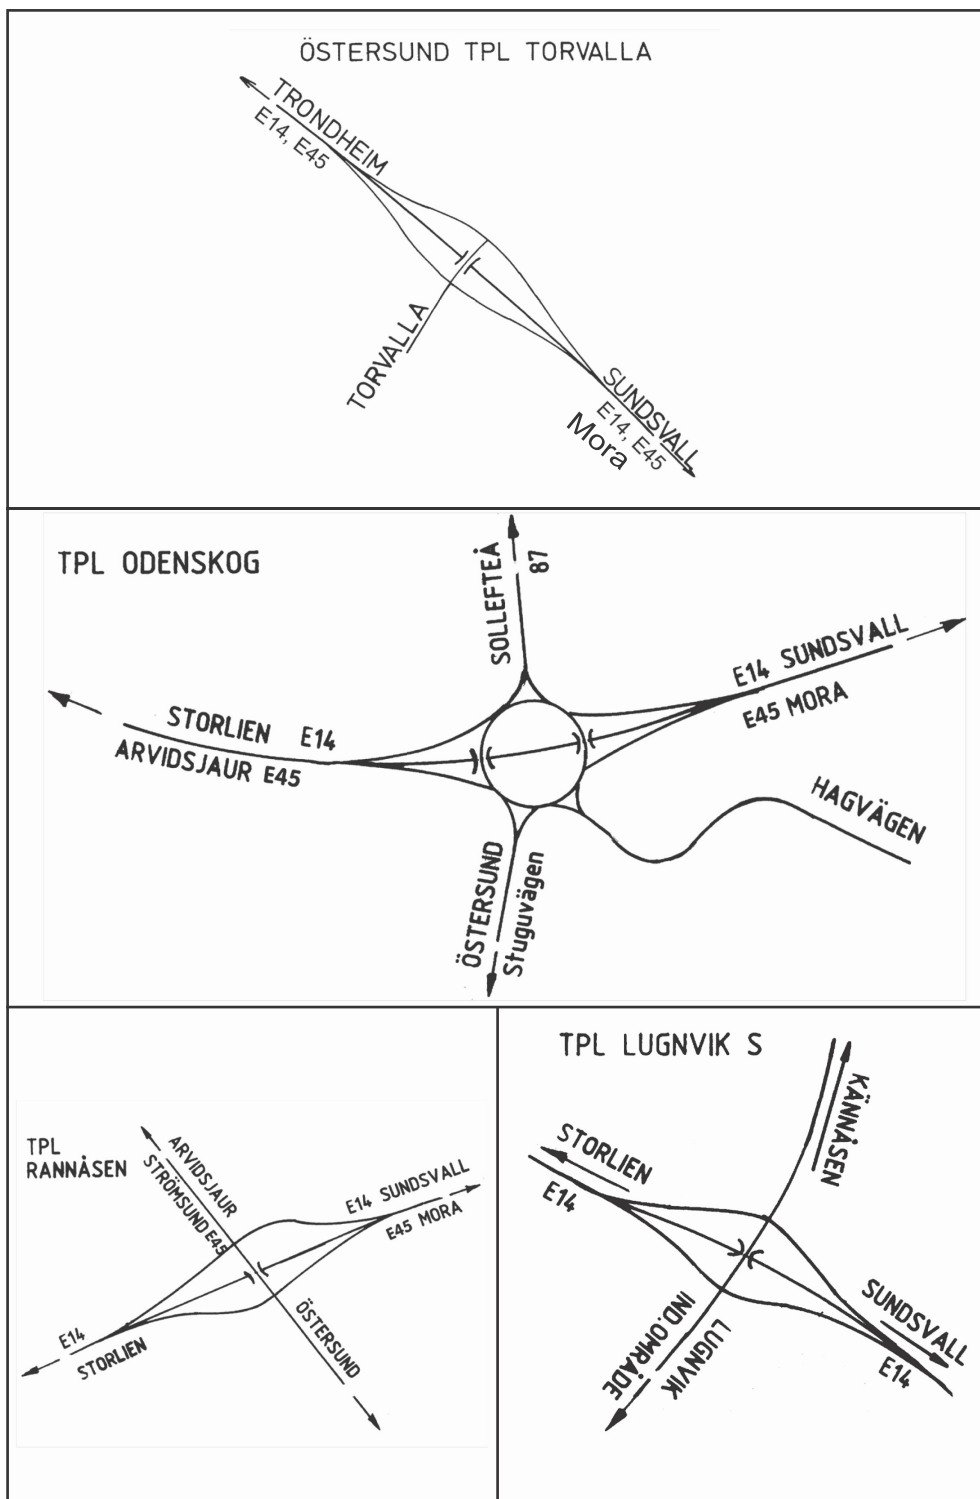 ÖSTERSUND TPL TORVALLA
TRONDHEIM
E14, E45
TORVALLA
SUNDSVALL
E14, E45
Mora
TPL ODENSKOG
SOLLEFTEÅ
87
E14 SUNDSVALL
E45 MORA
STORLIEN E14
ARVIDSJAUR E45
HAGVÄGEN
ÖSTERSUND
Stuguvägen
TPL
RANNÅSEN
ARVIDSJAUR
STRÖMSUND E45
E14 SUNDSVALL
E45 MORA
E14
STORLIEN
ÖSTERSUND
TPL LUGNVIK S
KÄNNÅSEN
STORLIEN
E14
SUNDSVALL
E14
LUGNVIK
IND.OMRÅDE